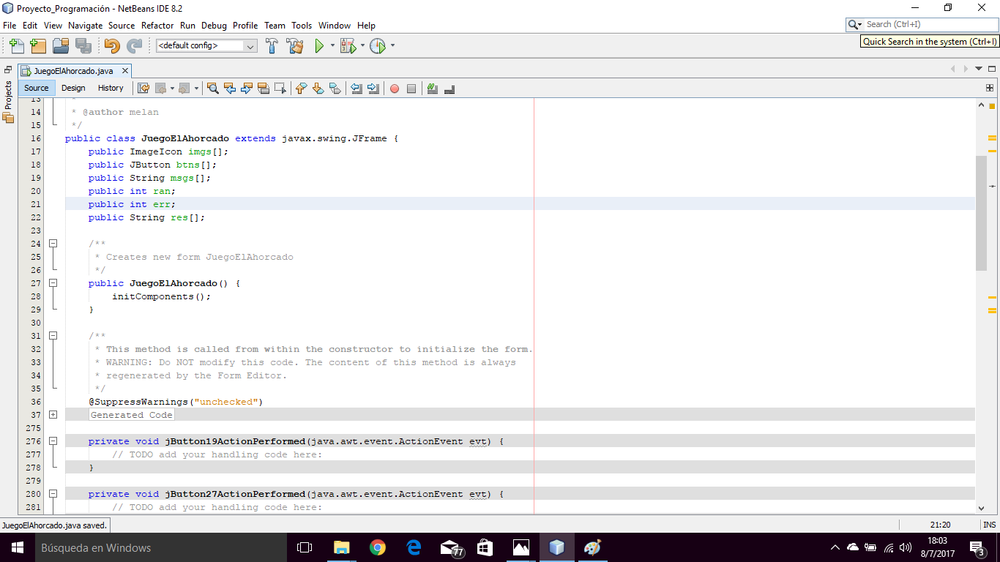 Proyecto_Programación - NetBeans IDE 8.2
File Edit View Navigate Source Refactor Run Debug Profile Team Tools Window Help
Search (Ctrl+I)
<default config>
Quick Search in the system (Ctrl+I)
Projects
JuegoElAhorcado.java
Source Design History
13 *
14 * @author melan
15 */
16 public class JuegoElAhorcado extends javax.swing.JFrame {
17 public ImageIcon imgs[];
18 public JButton btns[];
19 public String msgs[];
20 public int ran;
21 public int err;
22 public String res[];
23
24 /**
25 * Creates new form JuegoElAhorcado
26 */
27 public JuegoElAhorcado() {
28 initComponents();
29 }
30
31 /**
32 * This method is called from within the constructor to initialize the form.
33 * WARNING: Do NOT modify this code. The content of this method is always
34 * regenerated by the Form Editor.
35 */
36 @SuppressWarnings("unchecked")
37 Generated Code
275
276 private void jButton19ActionPerformed(java.awt.event.ActionEvent evt) {
277 // TODO add your handling code here:
278 }
279
280 private void jButton27ActionPerformed(java.awt.event.ActionEvent evt) {
281 // TODO add your handling code here:
JuegoElAhorcado.java saved.
21:20 INS
Búsqueda en Windows
77
18:03
8/7/2017
3